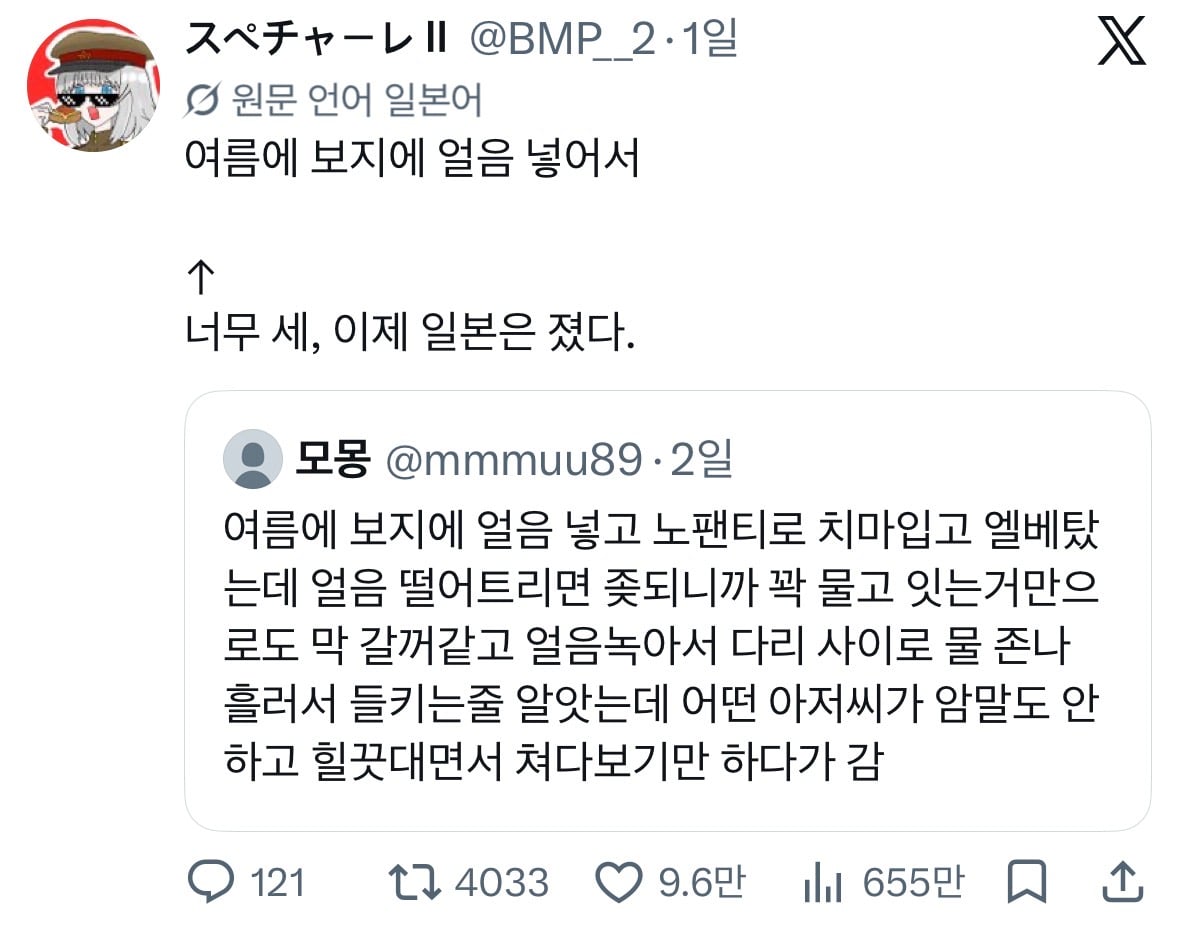 スペチャーレⅡ @BMP__2·1일
원문 언어 일본어
여름에 보지에 얼음 넣어서
↑
너무 세, 이제 일본은 졌다.
모몽 @mmmuu89·2일
여름에 보지에 얼음 넣고 노팬티로 치마입고 엘베탔
는데 얼음 떨어트리면 좆되니까 꽉 물고 잇는거만으
로도 막 갈꺼같고 얼음녹아서 다리 사이로 물 존나
흘러서 들키는줄 알앗는데 어떤 아저씨가 암말도 안
하고 힐끗대면서 쳐다보기만 하다가 감
121 4033 9.6만 655만